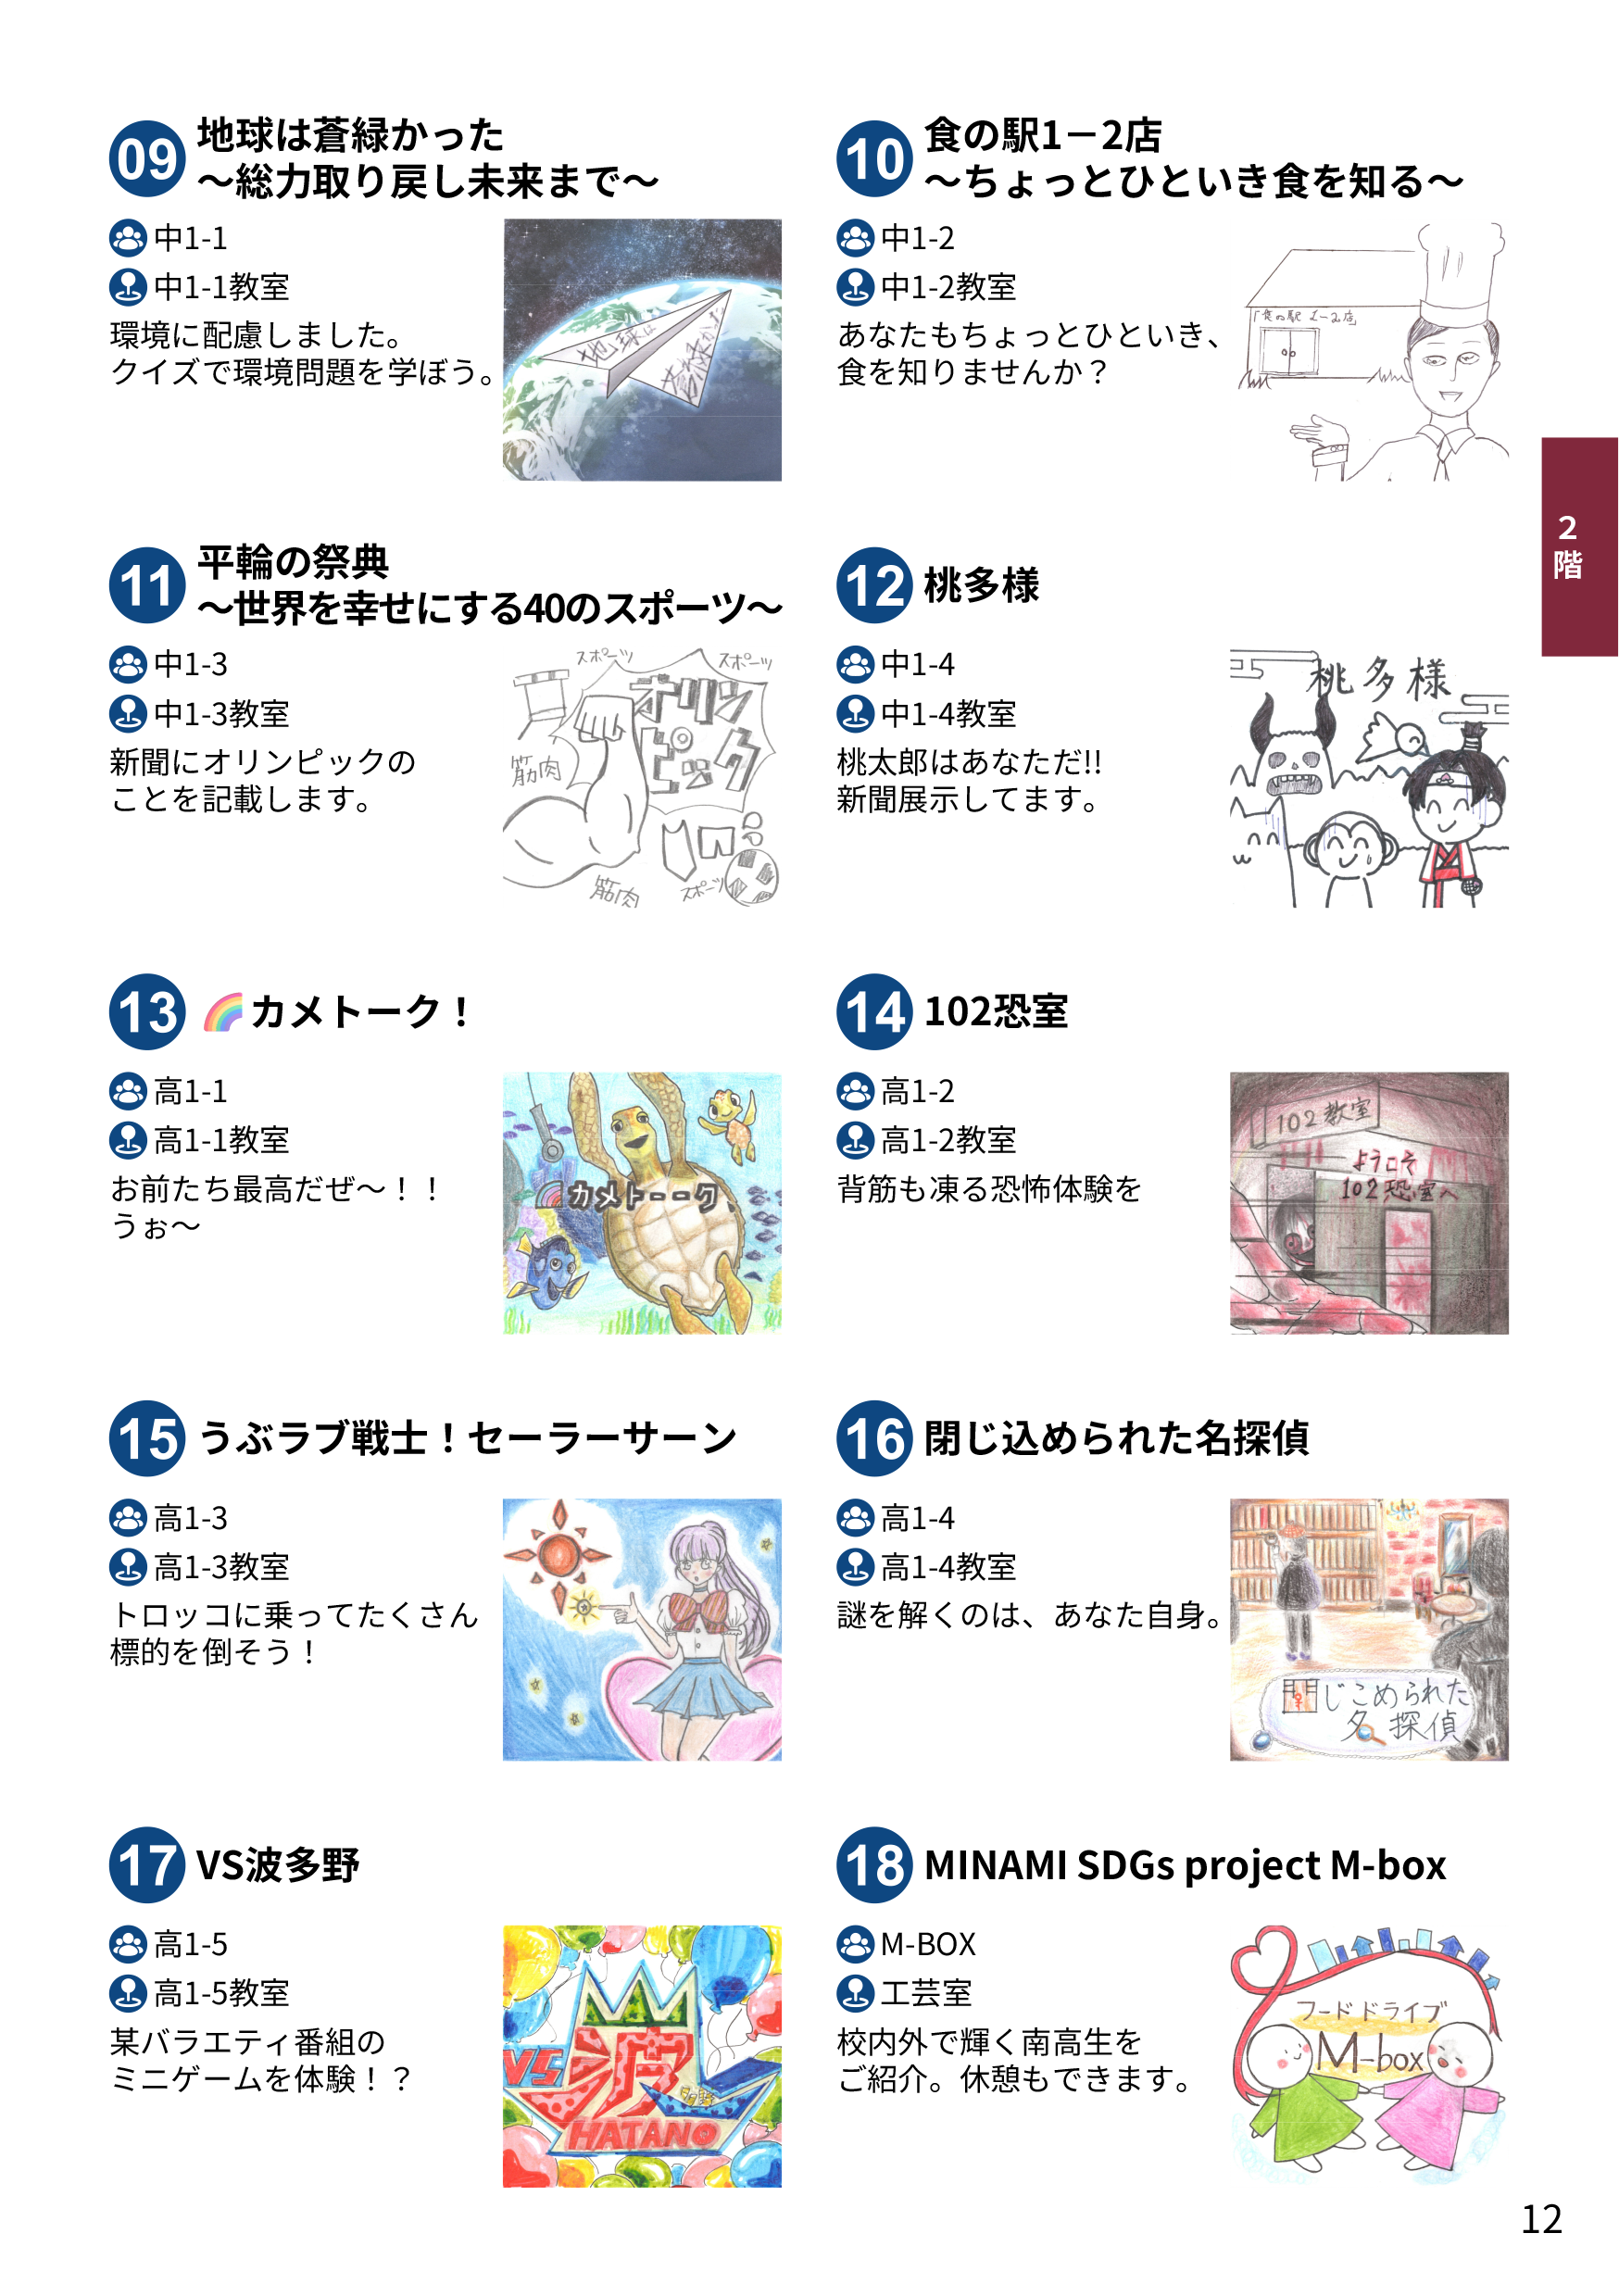 09 地球は蒼緑かった
〜総力取り戻し未来まで〜
中1-1
中1-1教室
環境に配慮しました。
クイズで環境問題を学ぼう。
地球は
10 食の駅1－2店
〜ちょっとひといき食を知る〜
中1-2
中1-2教室
あなたもちょっとひといき、
食を知りませんか？
「食の駅 1-2店」
2階
11 平輪の祭典
〜世界を幸せにする40のスポーツ〜
中1-3
中1-3教室
新聞にオリンピックの
ことを記載します。
スポーツ スポーツ
オリン
ピック
筋肉
筋肉 スポーツ
12 桃多様
中1-4
中1-4教室
桃太郎はあなただ!!
新聞展示してます。
桃多様
13 カメトーク！
高1-1
高1-1教室
お前たち最高だぜ〜！！
うぉ〜
カメトーーク
14 102恐室
高1-2
高1-2教室
背筋も凍る恐怖体験を
102教室
ようこそ
102恐室へ
15 うぶラブ戦士！セーラーサーン
高1-3
高1-3教室
トロッコに乗ってたくさん
標的を倒そう！
16 閉じ込められた名探偵
高1-4
高1-4教室
謎を解くのは、あなた自身。
閉じこめられた
名探偵
17 VS波多野
高1-5
高1-5教室
某バラエティ番組の
ミニゲームを体験！？
VS 波
多野
HATANO
18 MINAMI SDGs project M-box
M-BOX
工芸室
校内外で輝く南高生を
ご紹介。休憩もできます。
フードドライブ
M-box
12